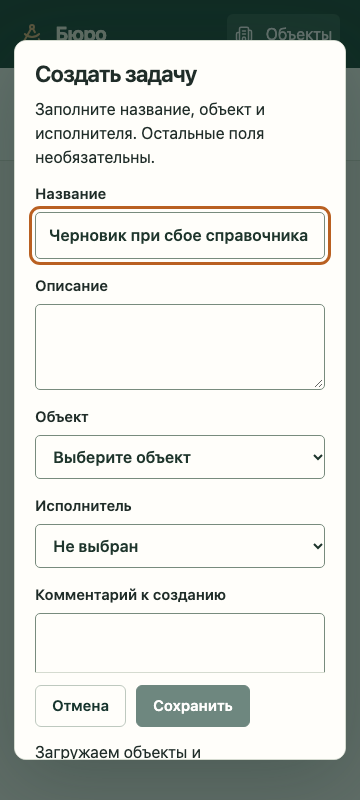 Бюро
Объекты
Создать задачу
Заполните название, объект и
исполнителя. Остальные поля
необязательны.
Название
Черновик при сбое справочника
Описание
Объект
Выберите объект
Исполнитель
Не выбран
Комментарий к созданию
Отмена
Сохранить
Загружаем объекты и